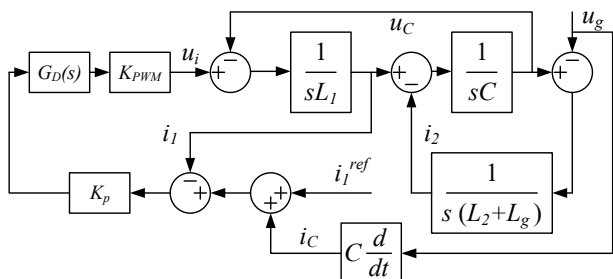 u_C
u_g
G_D(s)
K_PWM
u_i
+
−
1
sL_1
+
−
1
sC
+
−
i_1
i_2
K_p
−
+
+
+
i_1^ref
1
s (L_2+L_g)
i_C
C d
dt